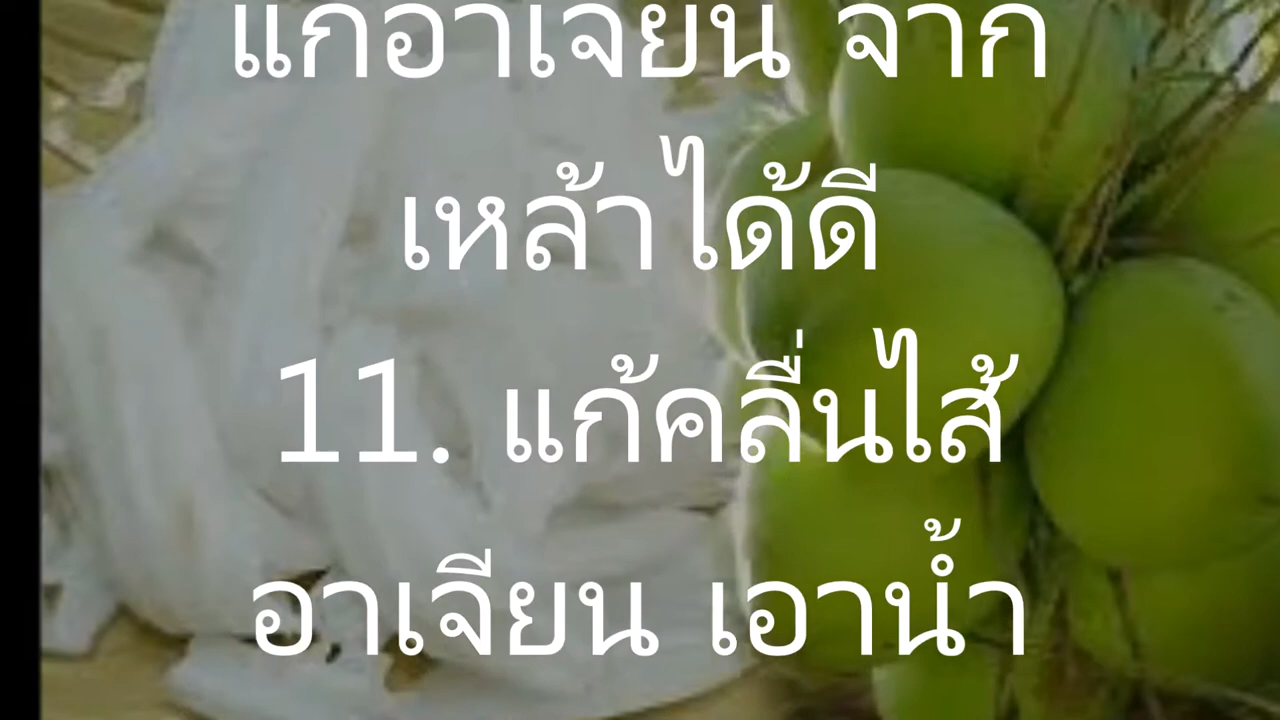 แก้อาเจียน จาก
เหล้าได้ดี
11. แก้คลื่นไส้
อาเจียน เอาน้ำ